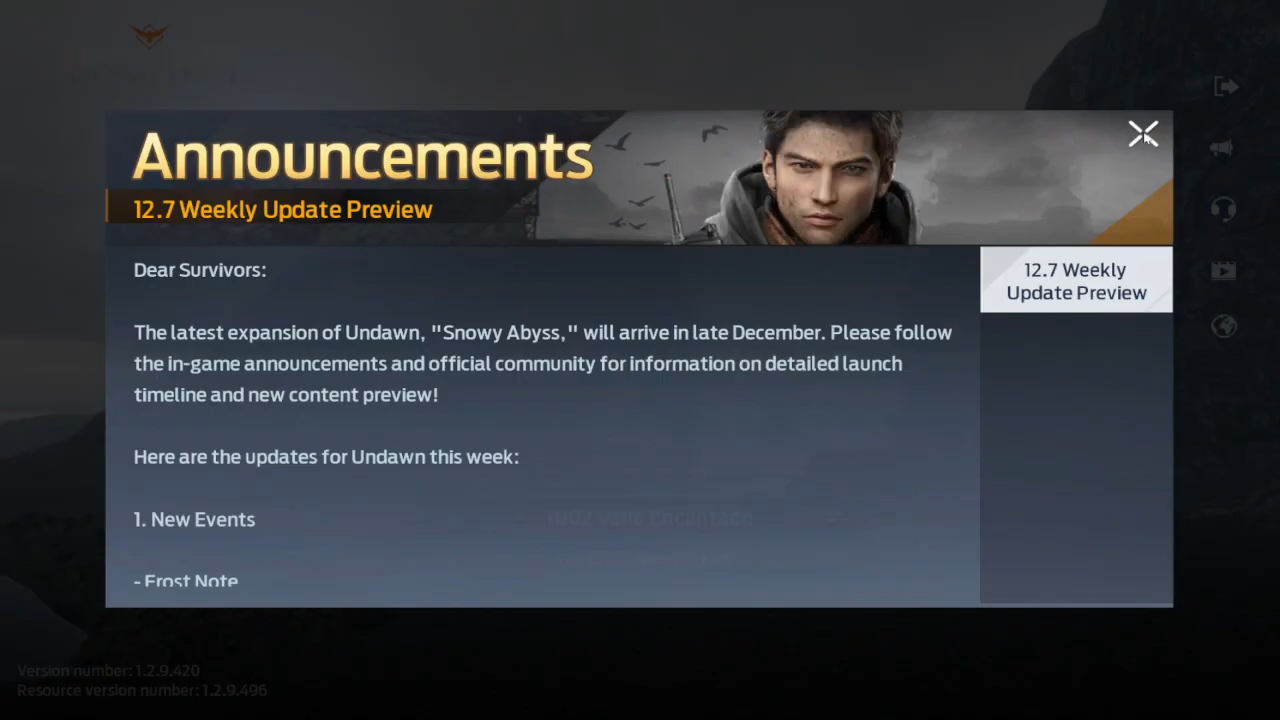 Announcements
12.7 Weekly Update Preview
Dear Survivors:
The latest expansion of Undawn, "Snowy Abyss," will arrive in late December. Please follow
the in-game announcements and official community for information on detailed launch
timeline and new content preview!
Here are the updates for Undawn this week:
1. New Events
- Frost Note
12.7 Weekly
Update Preview
Version number: 1.2.9.420
Resource version number: 1.2.9.496